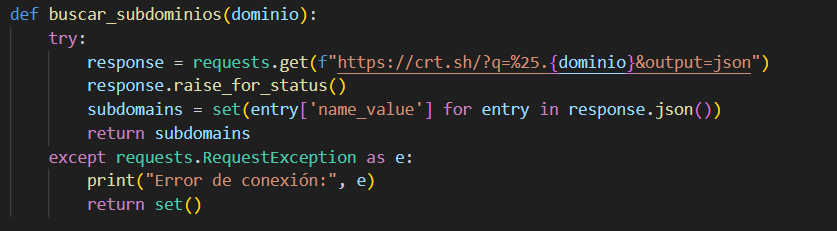 def buscar_subdominios(dominio):
    try:
        response = requests.get(f"https://crt.sh/?q=%25.{dominio}&output=json")
        response.raise_for_status()
        subdomains = set(entry['name_value'] for entry in response.json())
        return subdomains
    except requests.RequestException as e:
        print("Error de conexión:", e)
        return set()